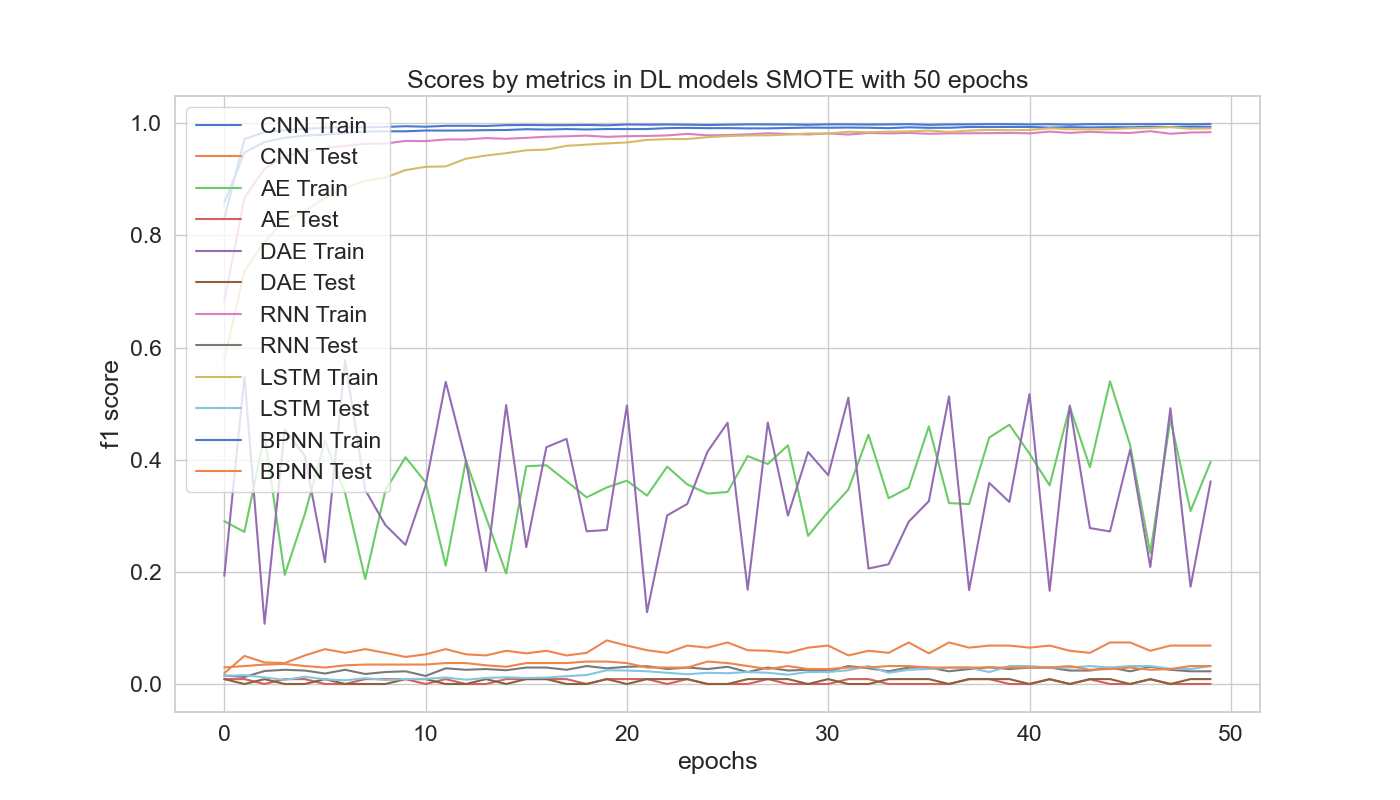 Scores by metrics in DL models SMOTE with 50 epochs
1.0
0.8
0.6
0.4
0.2
0.0
f1 score
CNN Train
CNN Test
AE Train
AE Test
DAE Train
DAE Test
RNN Train
RNN Test
LSTM Train
LSTM Test
BPNN Train
BPNN Test
0 10 20 30 40 50
epochs